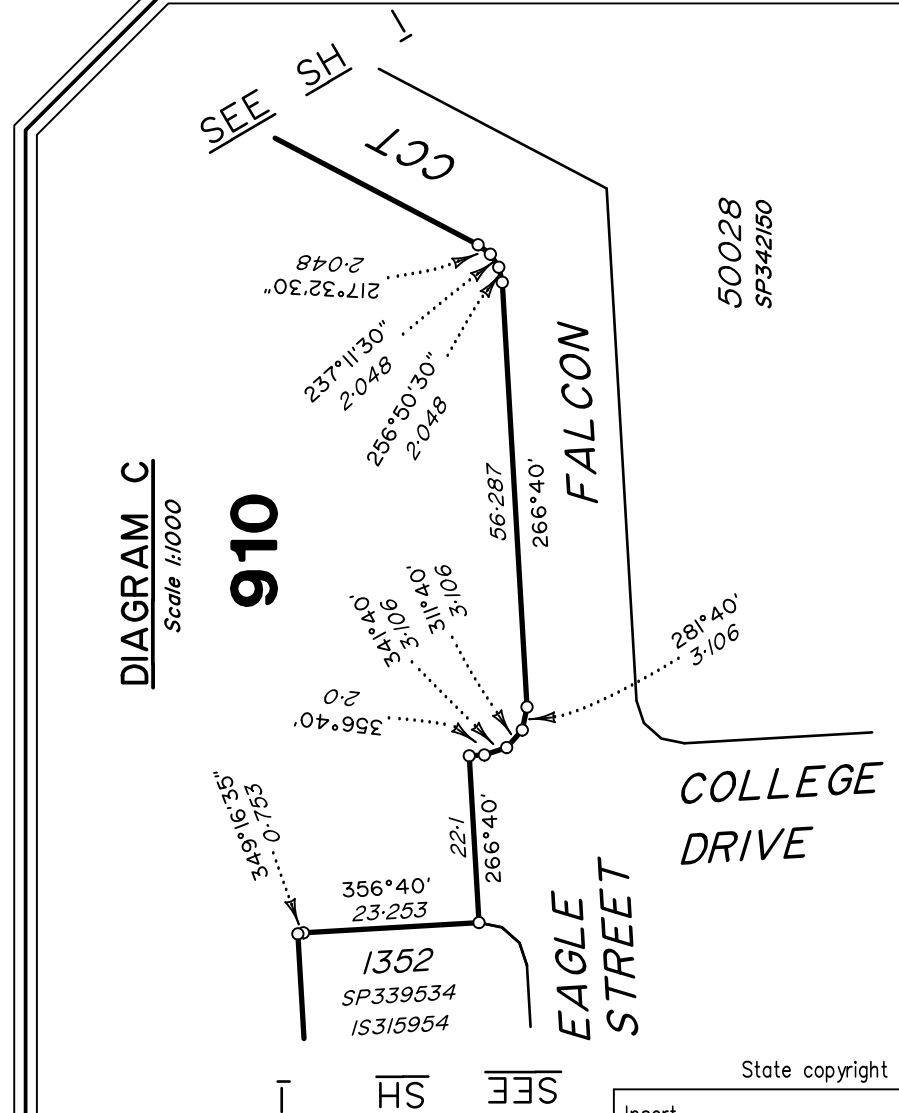 SEE SH 1
CCT
50028
SP342150
217°32'30"
2·048
237°11'30"
2·048
256°50'30"
2·048
FALCON
56·287
266°40'
DIAGRAM C
Scale 1:1000
910
341°40'
3·106
311°40'
3·106
281°40'
3·106
356°40'
2·0
349°16'35"
0·753
22·1
266°40'
COLLEGE
DRIVE
356°40'
23·253
1352
SP339534
IS315954
EAGLE
STREET
SEE SH 1
State copyright